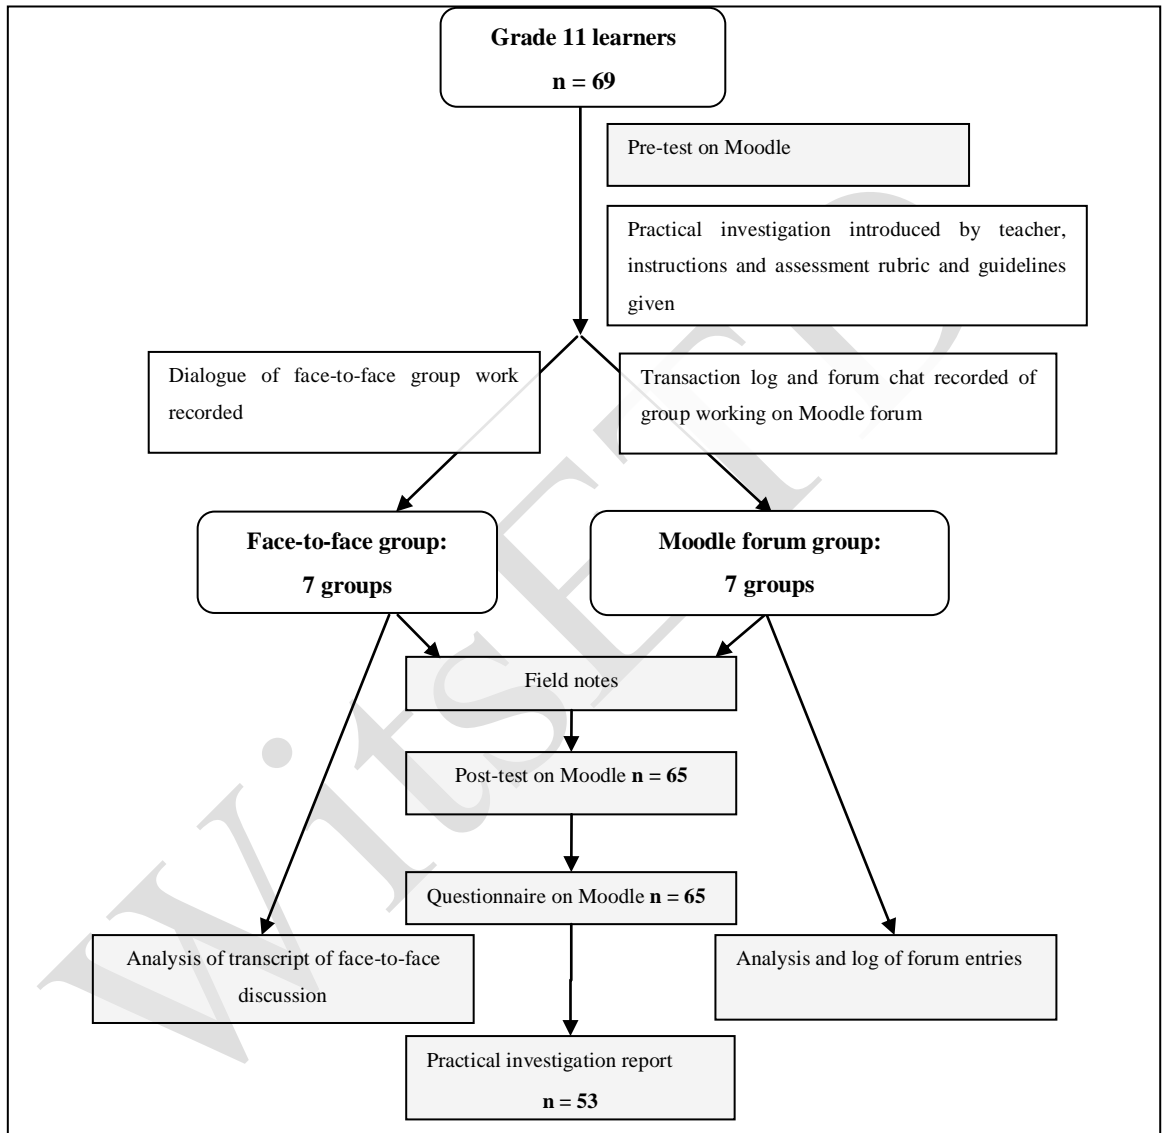 Grade 11 learners
n = 69
Pre-test on Moodle
Practical investigation introduced by teacher,
instructions and assessment rubric and guidelines
given
Dialogue of face-to-face group work
recorded
Transaction log and forum chat recorded of
group working on Moodle forum
Face-to-face group:
7 groups
Moodle forum group:
7 groups
Field notes
Post-test on Moodle n = 65
Questionnaire on Moodle n = 65
Analysis of transcript of face-to-face
discussion
Analysis and log of forum entries
Practical investigation report
n = 53
WitsETD